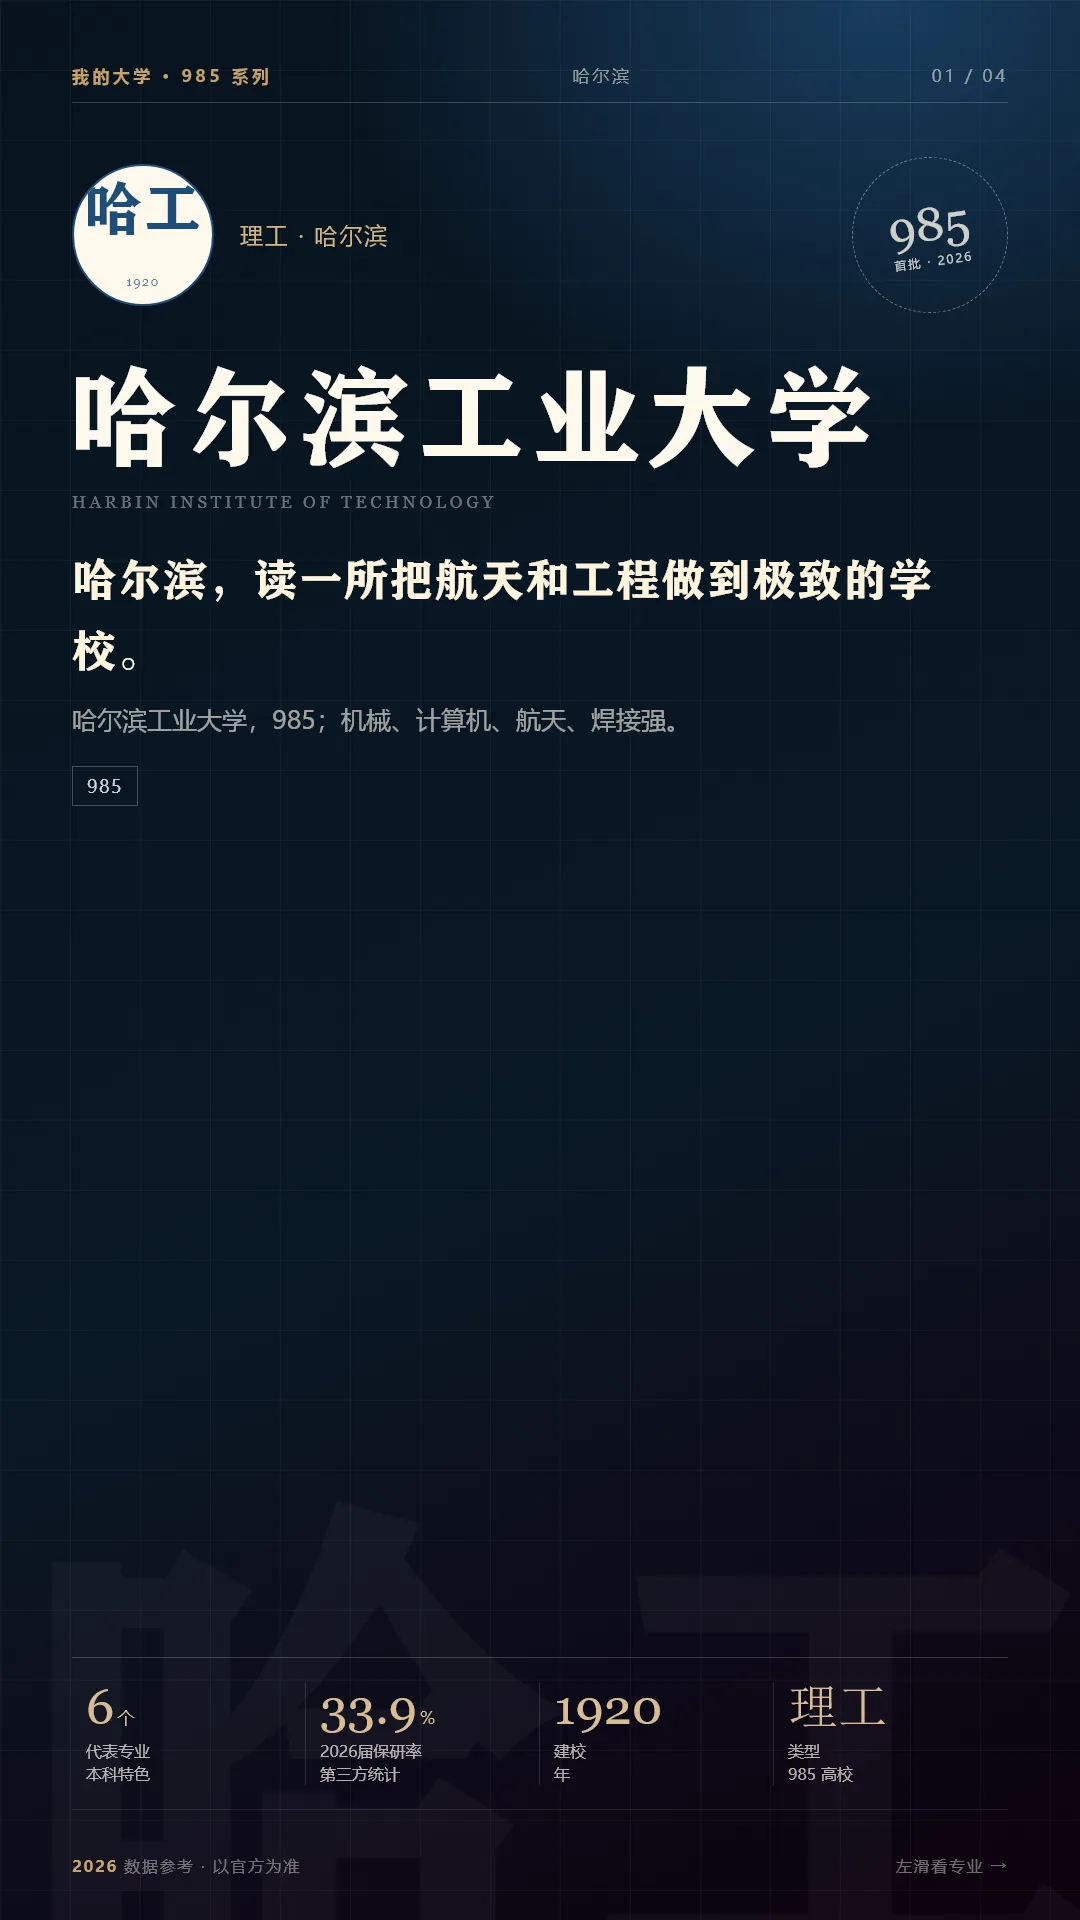 我的大学 · 985 系列
哈尔滨
01 / 04
哈工
1920
理工 · 哈尔滨
985
首批 · 2026
哈尔滨工业大学
HARBIN INSTITUTE OF TECHNOLOGY
哈尔滨，读一所把航天和工程做到极致的学
校。
哈尔滨工业大学，985；机械、计算机、航天、焊接强。
985
哈工
6个
代表专业
本科特色
33.9%
2026届保研率
第三方统计
1920
建校
年
理工
类型
985 高校
2026 数据参考 · 以官方为准
左滑看专业 →